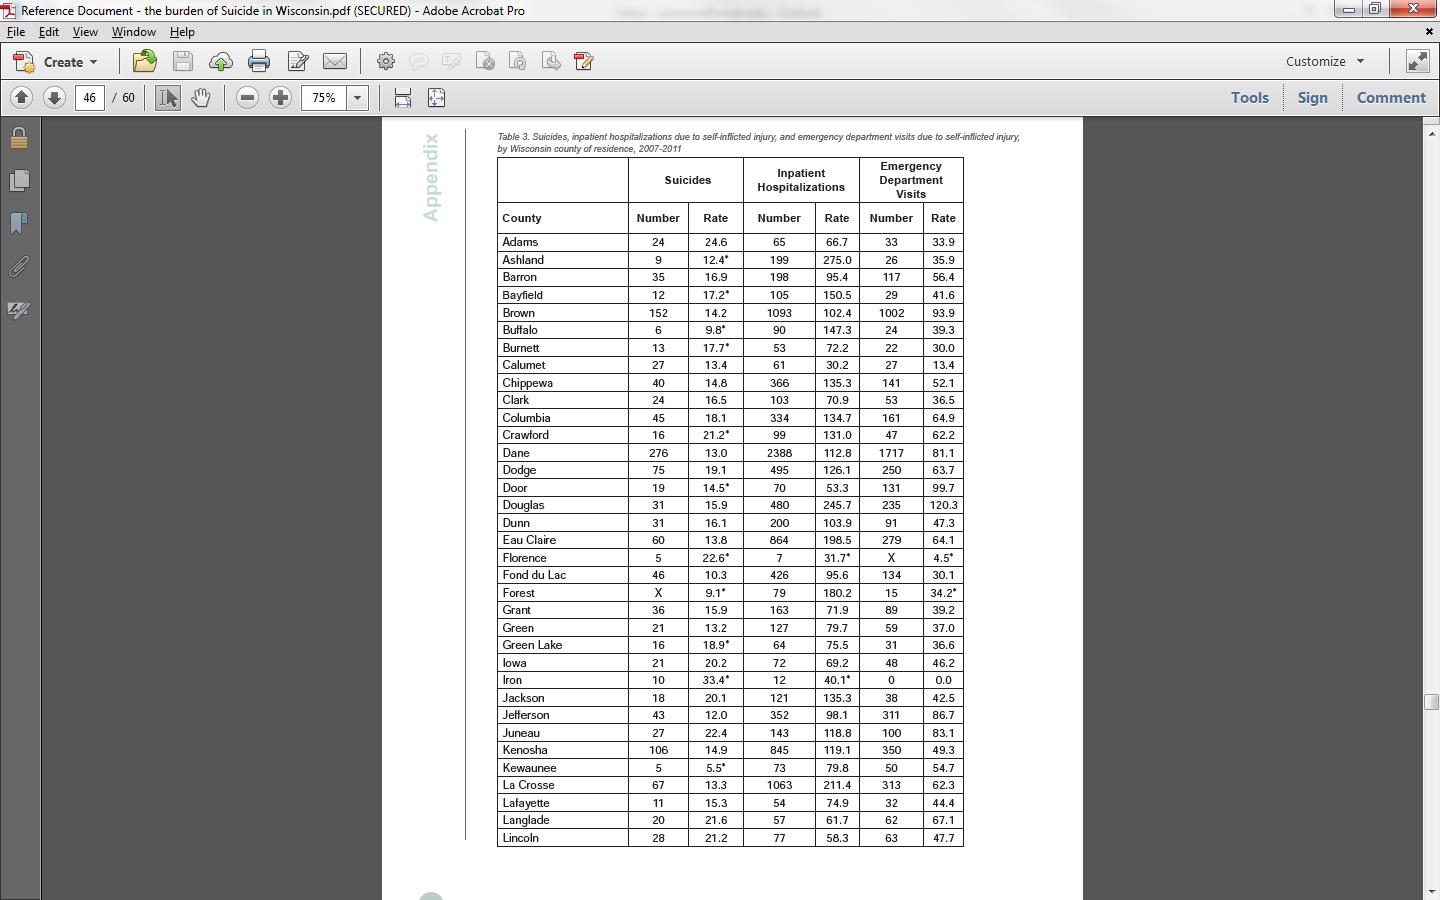 Reference Document - the burden of Suicide in Wisconsin.pdf (SECURED) - Adobe Acrobat Pro
File Edit View Window Help
Create Customize
46 / 60 75% Tools Sign Comment
Appendix
Table 3. Suicides, inpatient hospitalizations due to self-inflicted injury, and emergency department visits due to self-inflicted injury,
by Wisconsin county of residence, 2007-2011
Suicides Inpatient Hospitalizations Emergency Department Visits
County Number Rate Number Rate Number Rate
Adams 24 24.6 65 66.7 33 33.9
Ashland 9 12.4* 199 275.0 26 35.9
Barron 35 16.9 198 95.4 117 56.4
Bayfield 12 17.2* 105 150.5 29 41.6
Brown 152 14.2 1093 102.4 1002 93.9
Buffalo 6 9.8* 90 147.3 24 39.3
Burnett 13 17.7* 53 72.2 22 30.0
Calumet 27 13.4 61 30.2 27 13.4
Chippewa 40 14.8 366 135.3 141 52.1
Clark 24 16.5 103 70.9 53 36.5
Columbia 45 18.1 334 134.7 161 64.9
Crawford 16 21.2* 99 131.0 47 62.2
Dane 276 13.0 2388 112.8 1717 81.1
Dodge 75 19.1 495 126.1 250 63.7
Door 19 14.5* 70 53.3 131 99.7
Douglas 31 15.9 480 245.7 235 120.3
Dunn 31 16.1 200 103.9 91 47.3
Eau Claire 60 13.8 864 198.5 279 64.1
Florence 5 22.6* 7 31.7* X 4.5*
Fond du Lac 46 10.3 426 95.6 134 30.1
Forest X 9.1* 79 180.2 15 34.2*
Grant 36 15.9 163 71.9 89 39.2
Green 21 13.2 127 79.7 59 37.0
Green Lake 16 18.9* 64 75.5 31 36.6
Iowa 21 20.2 72 69.2 48 46.2
Iron 10 33.4* 12 40.1* 0 0.0
Jackson 18 20.1 121 135.3 38 42.5
Jefferson 43 12.0 352 98.1 311 86.7
Juneau 27 22.4 143 118.8 100 83.1
Kenosha 106 14.9 845 119.1 350 49.3
Kewaunee 5 5.5* 73 79.8 50 54.7
La Crosse 67 13.3 1063 211.4 313 62.3
Lafayette 11 15.3 54 74.9 32 44.4
Langlade 20 21.6 57 61.7 62 67.1
Lincoln 28 21.2 77 58.3 63 47.7